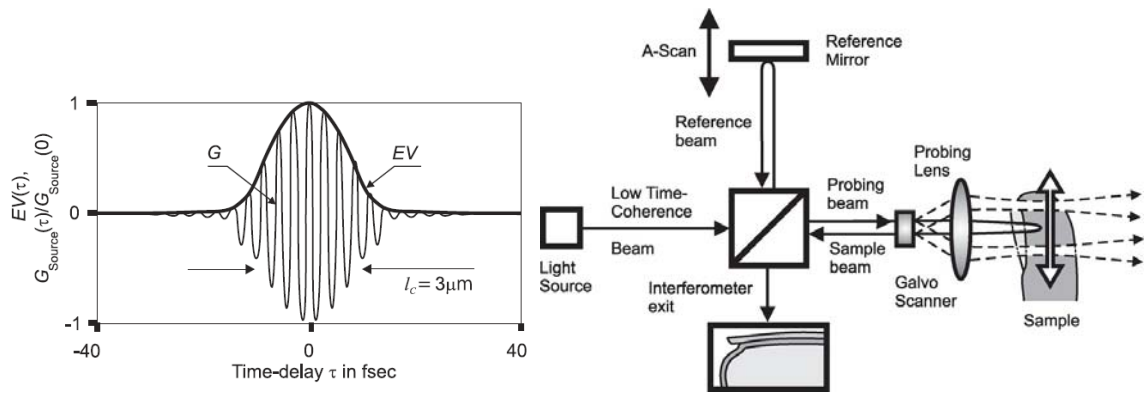 EV(τ),
G_Source(τ)/G_Source(0)
1
0
-1
G
EV
l_c = 3μm
-40
0
40
Time-delay τ in fsec
A-Scan
Reference
Mirror
Reference
beam
Probing
Lens
Low Time-
Coherence
Beam
Probing
beam
Sample
beam
Light
Source
Interferometer
exit
Galvo
Scanner
Sample